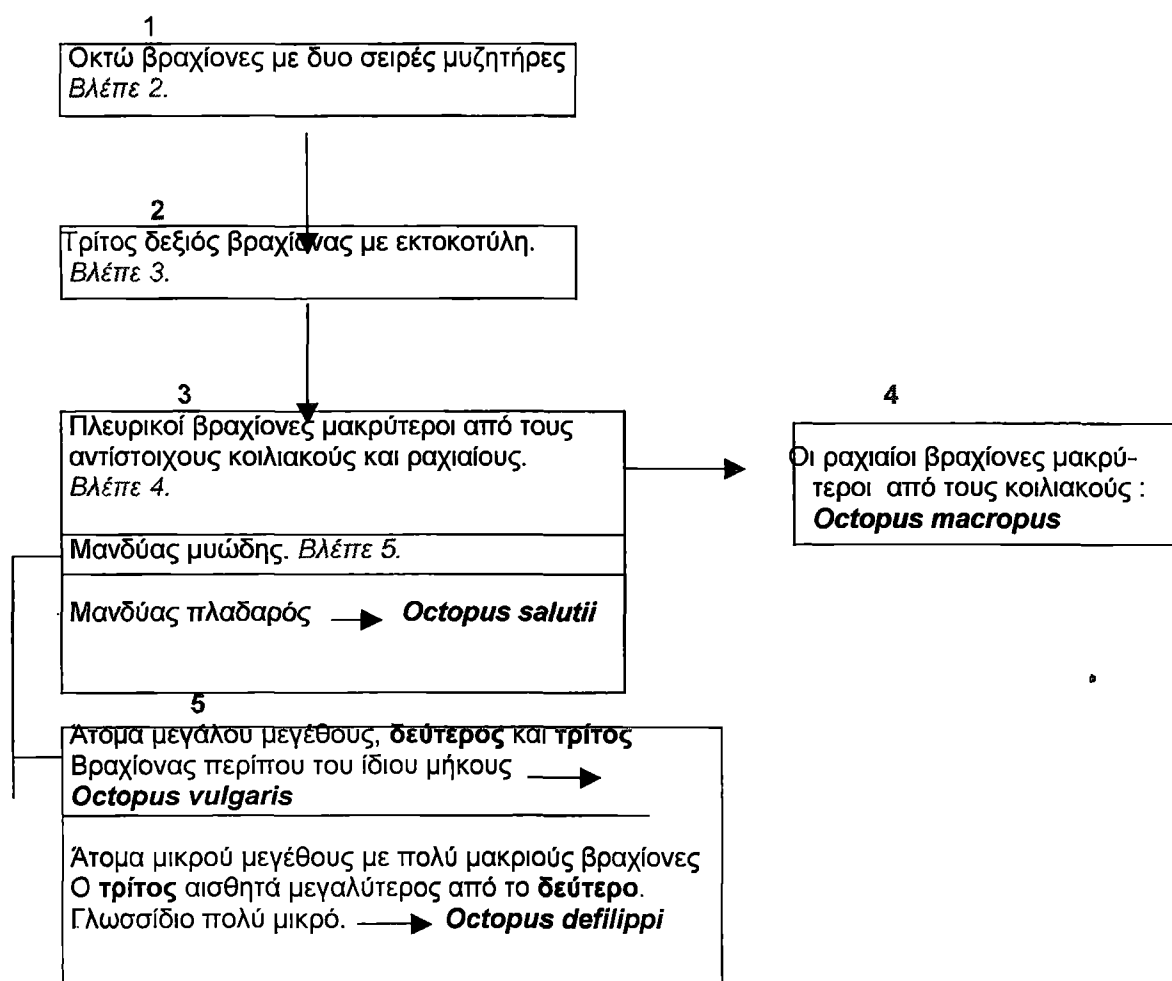 1
Οκτώ βραχίονες με δυο σειρές μυζητήρες
Βλέπε 2.
2
Τρίτος δεξιός βραχίονας με εκτοκοτύλη.
Βλέπε 3.
3
Πλευρικοί βραχίονες μακρύτεροι από τους
αντίστοιχους κοιλιακούς και ραχιαίους.
Βλέπε 4.
Μανδύας μυώδης. Βλέπε 5.
Μανδύας πλαδαρός → Octopus salutii
4
Οι ραχιαίοι βραχίονες μακρύ-
τεροι από τους κοιλιακούς :
Octopus macropus
5
Άτομα μεγάλου μεγέθους, δεύτερος και τρίτος
Βραχίονας περίπου του ίδιου μήκους →
Octopus vulgaris
Άτομα μικρού μεγέθους με πολύ μακριούς βραχίονες
Ο τρίτος αισθητά μεγαλύτερος από το δεύτερο.
Γλωσσίδιο πολύ μικρό. → Octopus defilippi